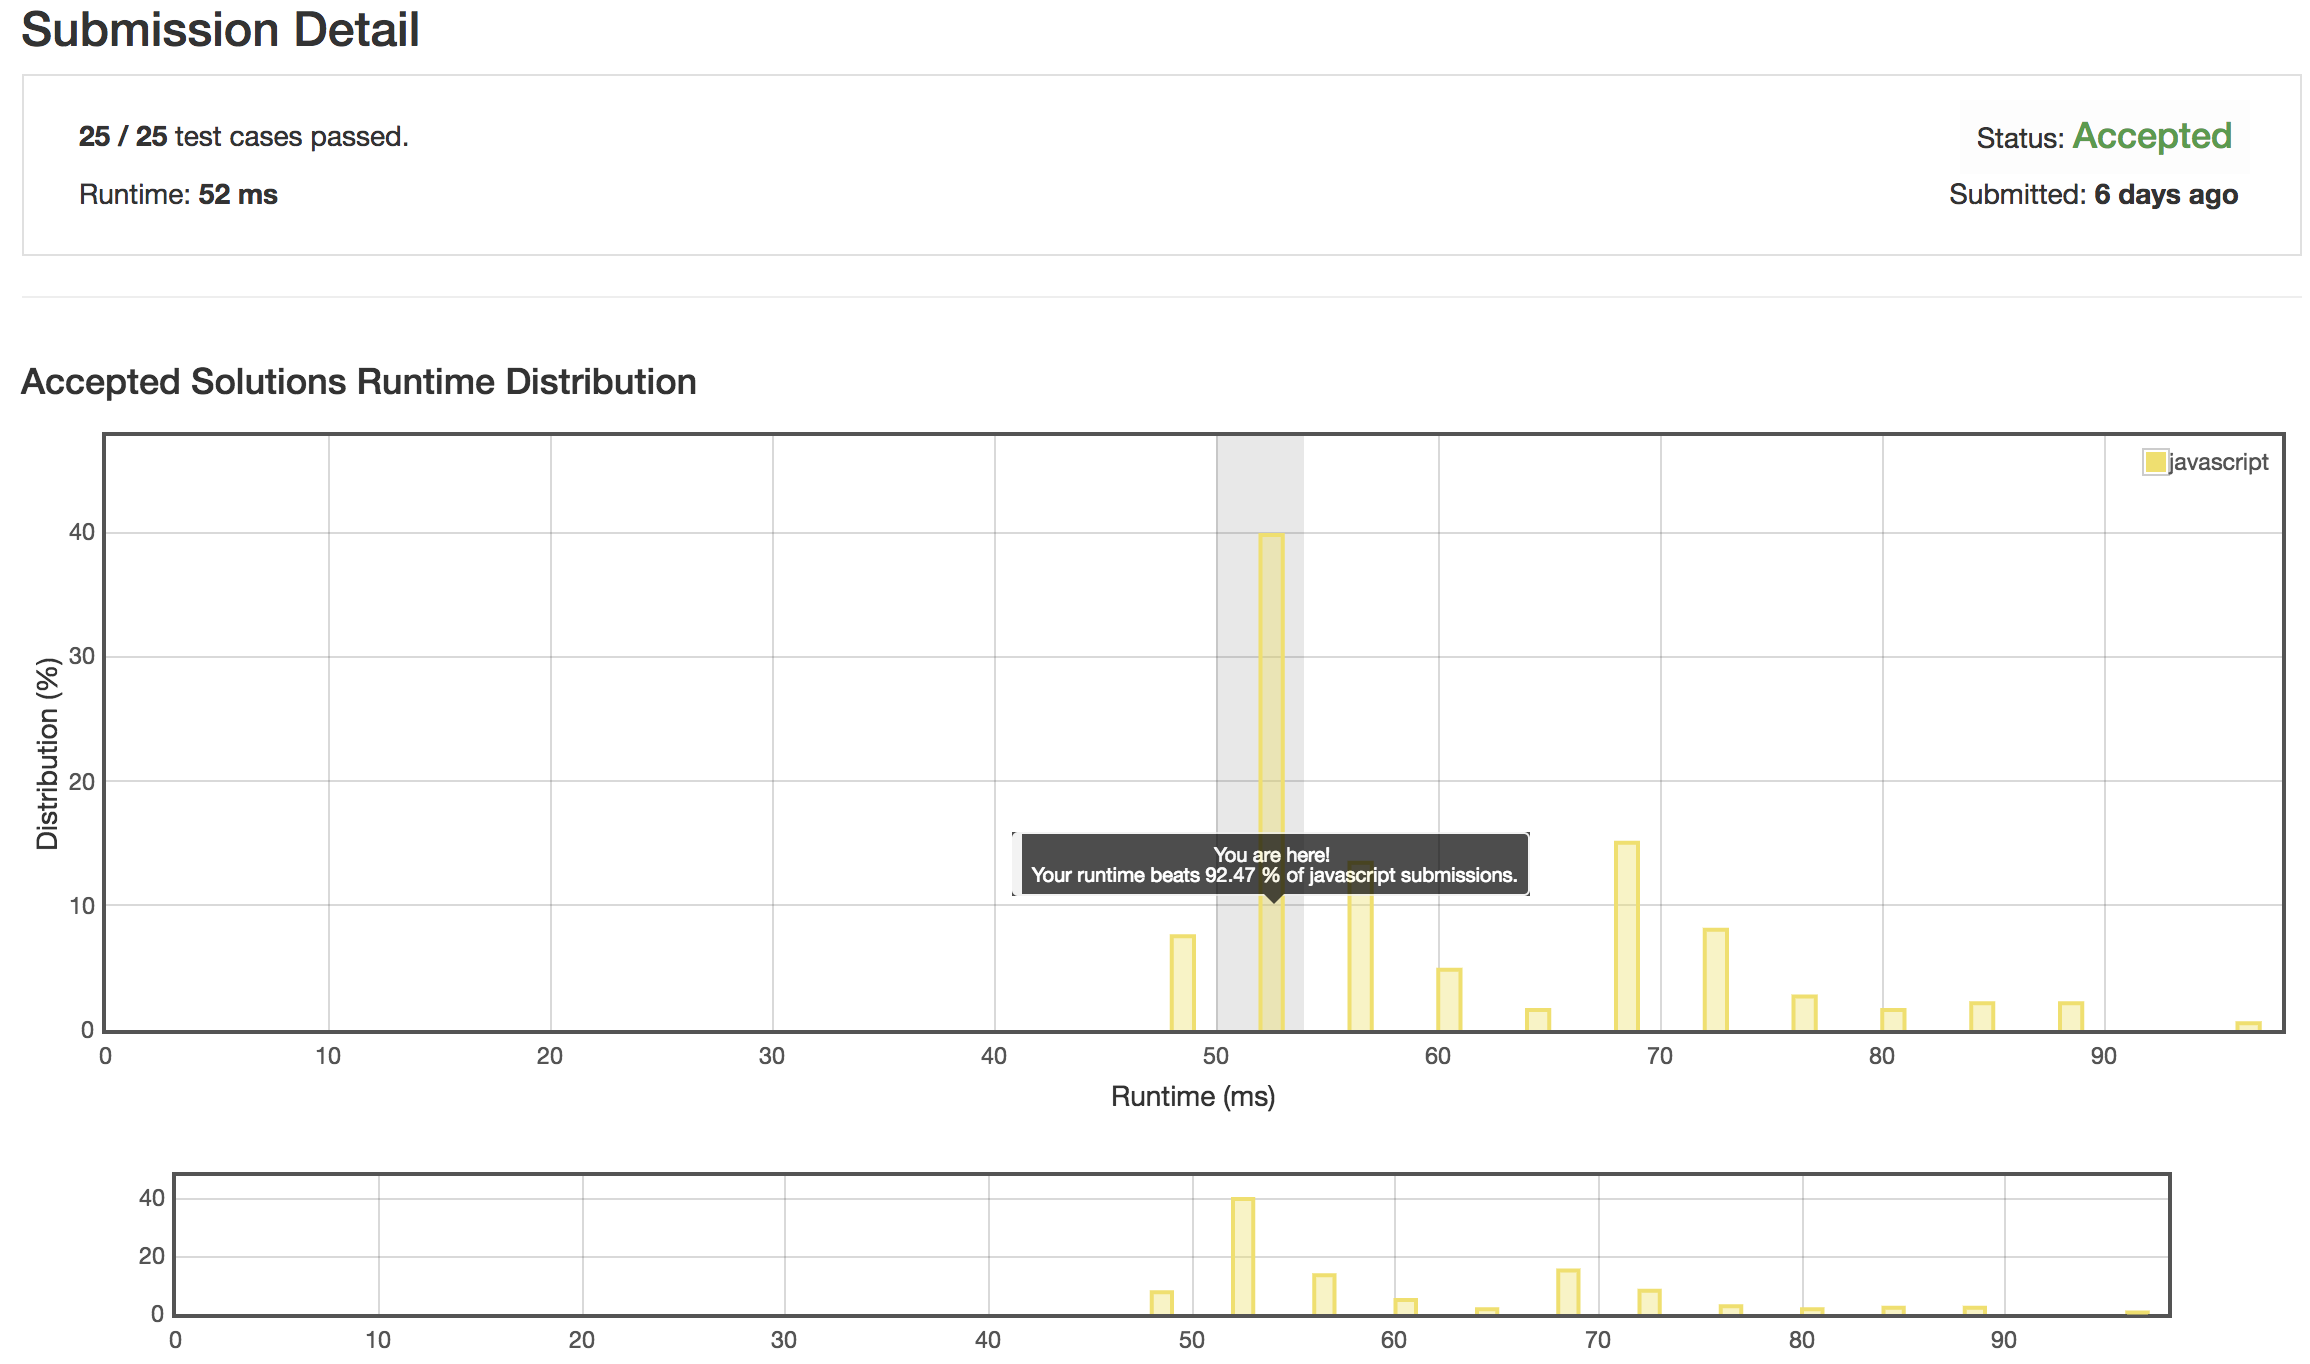 Submission Detail
25 / 25 test cases passed.
Status: Accepted
Runtime: 52 ms
Submitted: 6 days ago
Accepted Solutions Runtime Distribution
javascript
40
30
20
10
0
Distribution (%)
You are here!
Your runtime beats 92.47 % of javascript submissions.
0 10 20 30 40 50 60 70 80 90
Runtime (ms)
40
20
0
0 10 20 30 40 50 60 70 80 90